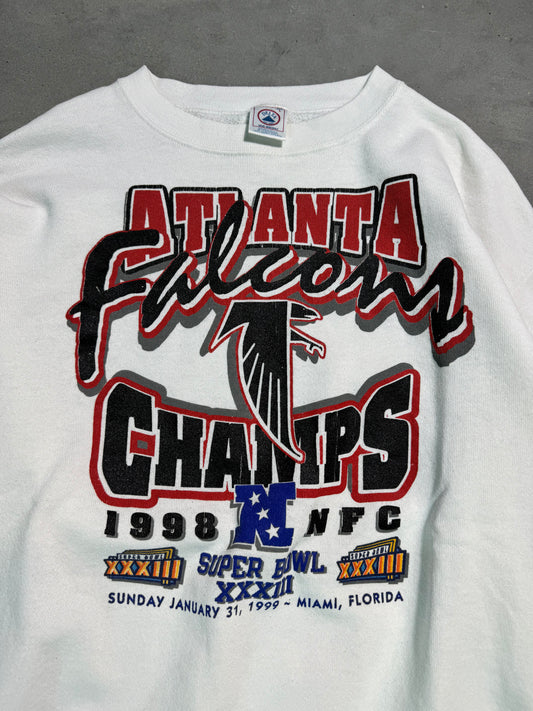 ATLANTA
Falcons
CHAMPS
1998 N NFC
SUPER BOWL
XXXIII
SUPER BOWL
XXXIII
SUPER BOWL
XXXIII
SUNDAY JANUARY 31, 1999 ~ MIAMI, FLORIDA